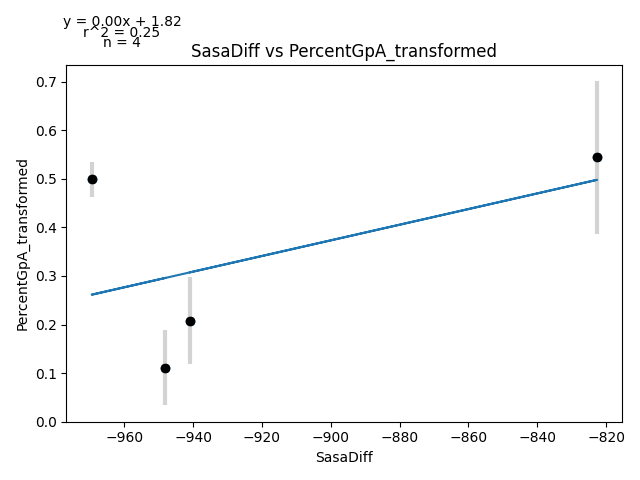 y = 0.00x + 1.82
r^2 = 0.25
n = 4
SasaDiff vs PercentGpA_transformed
PercentGpA_transformed
0.7
0.6
0.5
0.4
0.3
0.2
0.1
0.0
−960 −940 −920 −900 −880 −860 −840 −820
SasaDiff